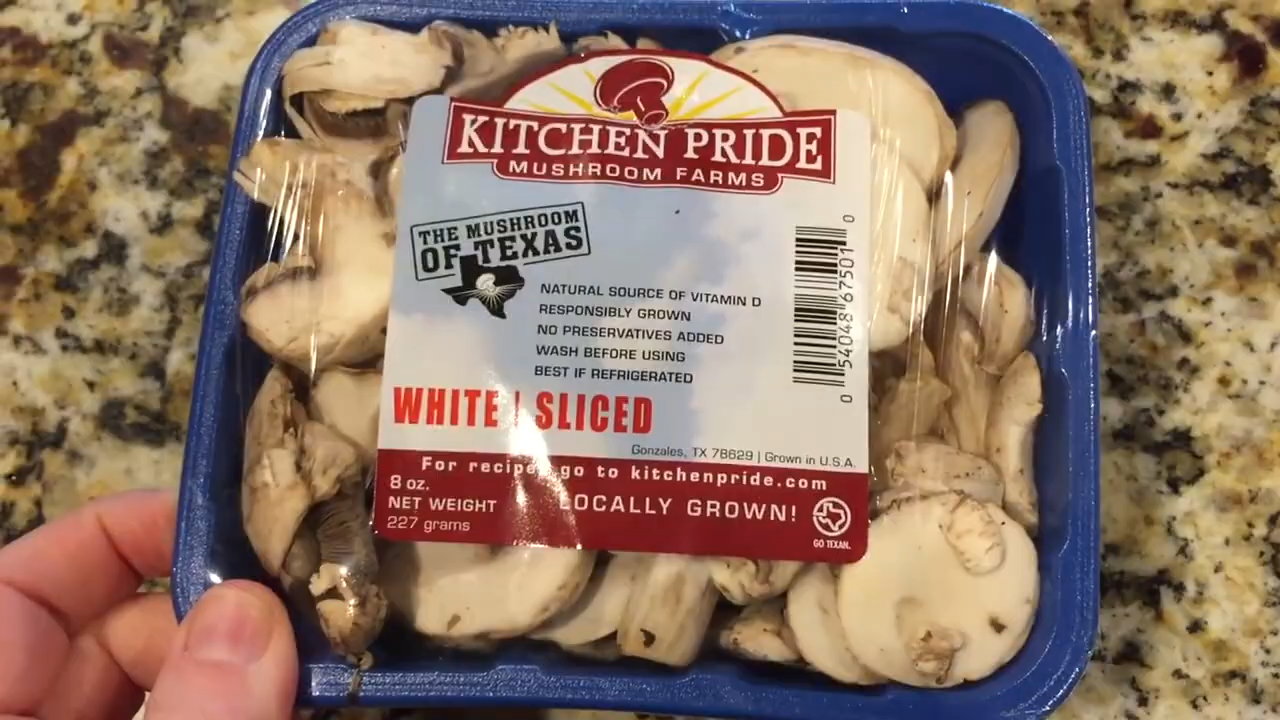 KITCHEN PRIDE
MUSHROOM FARMS
THE MUSHROOM
OF TEXAS
NATURAL SOURCE OF VITAMIN D
RESPONSIBLY GROWN
NO PRESERVATIVES ADDED
WASH BEFORE USING
BEST IF REFRIGERATED
WHITE | SLICED
0 54048 67501 0
Gonzales, TX 78629 | Grown in U.S.A.
For recipes go to kitchenpride.com
8 oz.
NET WEIGHT
227 grams
LOCALLY GROWN!
GO TEXAN.